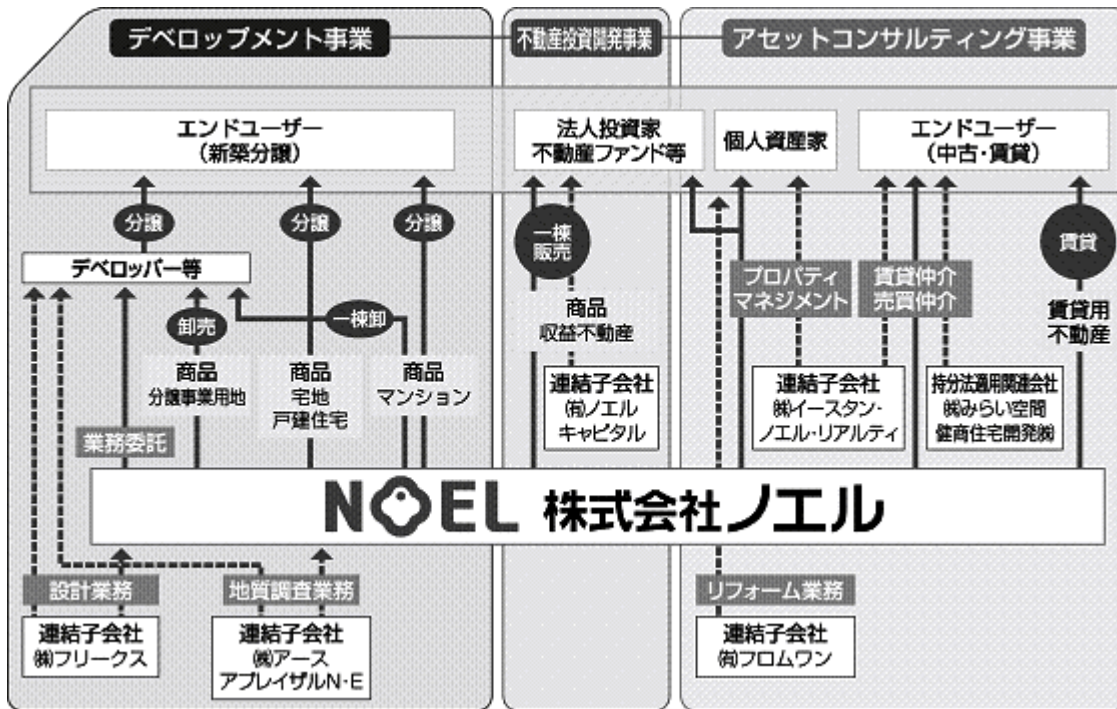 デベロップメント事業
不動産投資開発事業
アセットコンサルティング事業
エンドユーザー
（新築分譲）
法人投資家
不動産ファンド等
個人資産家
エンドユーザー
（中古・賃貸）
分譲
分譲
分譲
一棟
販売
賃貸
デベロッパー等
プロパティ
マネジメント
賃貸仲介
売買仲介
卸売
一棟卸
商品
収益不動産
賃貸用
不動産
商品
分譲事業用地
商品
宅地
戸建住宅
商品
マンション
連結子会社
㈲ノエル
キャピタル
連結子会社
㈱イースタン・
ノエル・リアルティ
持分法適用関連会社
㈱みらい空間
健商住宅開発㈱
業務委託
NOEL 株式会社ノエル
設計業務
地質調査業務
リフォーム業務
連結子会社
㈱フリークス
連結子会社
㈱アース
アプレイザルN・E
連結子会社
㈲フロムワン